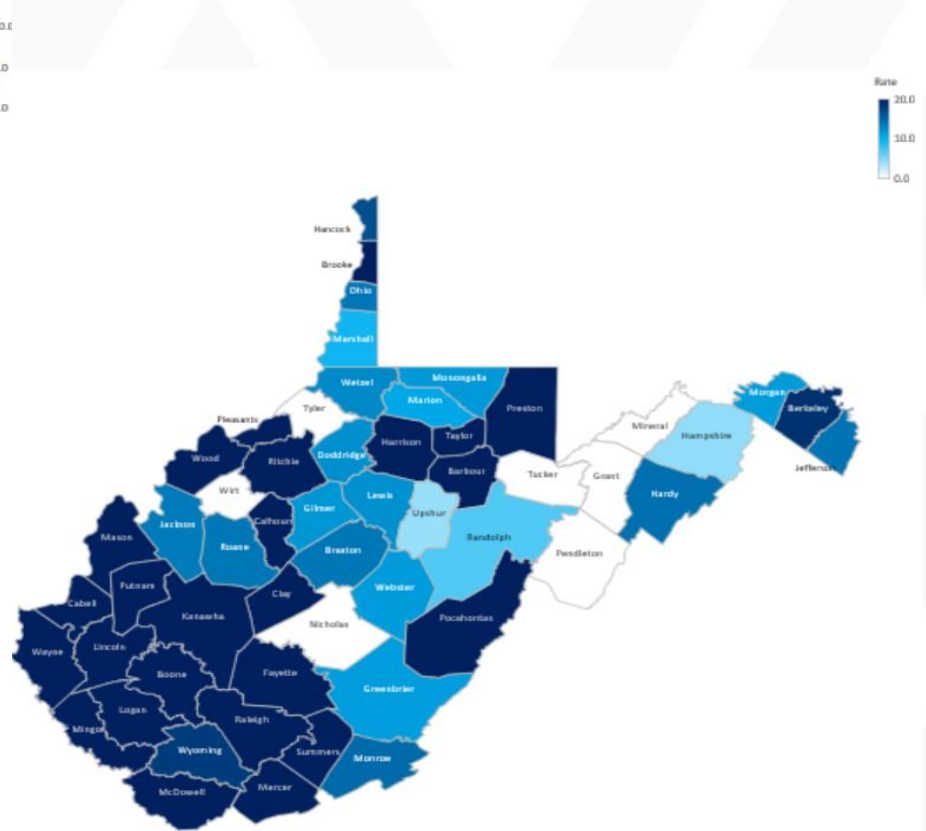 Rate
20.0
10.0
0.0
Hancock
Brooke
Ohio
Marshall
Wetzel
Monongalia
Marion
Tyler
Pleasants
Preston
Morgan
Berkeley
Mineral
Hampshire
Jefferson
Wood
Ritchie
Doddridge
Harrison
Taylor
Barbour
Tucker
Grant
Hardy
Wirt
Calhoun
Gilmer
Lewis
Upshur
Jackson
Roane
Braxton
Randolph
Pendleton
Mason
Putnam
Clay
Webster
Cabell
Kanawha
Nicholas
Pocahontas
Wayne
Lincoln
Boone
Fayette
Greenbrier
Logan
Raleigh
Mingo
Wyoming
Summers
Monroe
McDowell
Mercer